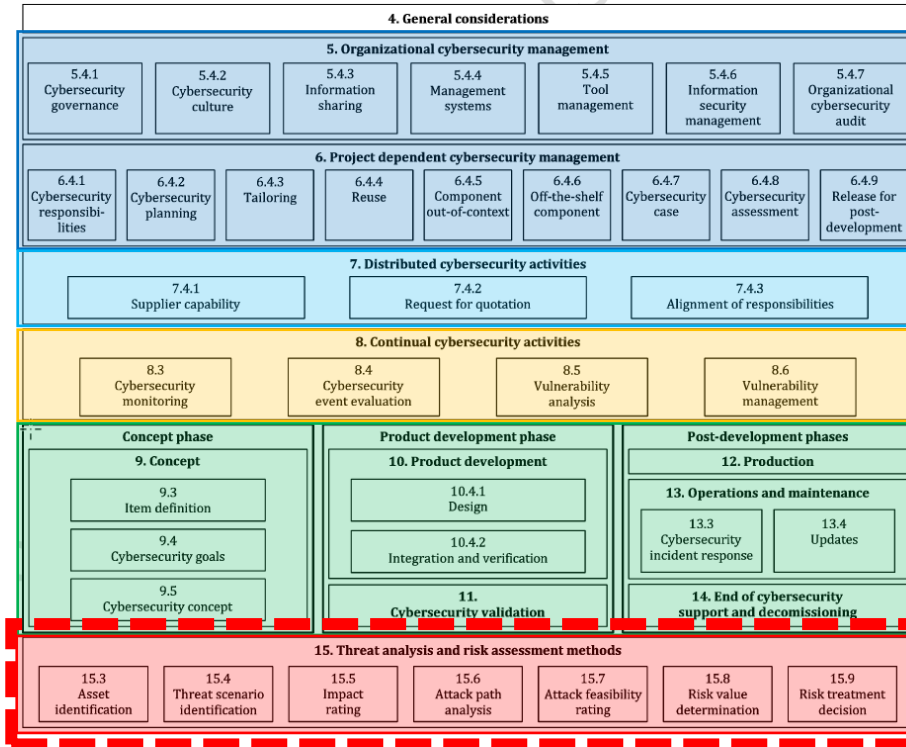 4. General considerations
5. Organizational cybersecurity management
5.4.1
Cybersecurity
governance
5.4.2
Cybersecurity
culture
5.4.3
Information
sharing
5.4.4
Management
systems
5.4.5
Tool
management
5.4.6
Information
security
management
5.4.7
Organizational
cybersecurity
audit
6. Project dependent cybersecurity management
6.4.1
Cybersecurity
responsibi-
lities
6.4.2
Cybersecurity
planning
6.4.3
Tailoring
6.4.4
Reuse
6.4.5
Component
out-of-context
6.4.6
Off-the-shelf
component
6.4.7
Cybersecurity
case
6.4.8
Cybersecurity
assessment
6.4.9
Release for
post-
development
7. Distributed cybersecurity activities
7.4.1
Supplier capability
7.4.2
Request for quotation
7.4.3
Alignment of responsibilities
8. Continual cybersecurity activities
8.3
Cybersecurity
monitoring
8.4
Cybersecurity
event evaluation
8.5
Vulnerability
analysis
8.6
Vulnerability
management
Concept phase
9. Concept
9.3
Item definition
9.4
Cybersecurity goals
9.5
Cybersecurity concept
Product development phase
10. Product development
10.4.1
Design
10.4.2
Integration and verification
11.
Cybersecurity validation
Post-development phases
12. Production
13. Operations and maintenance
13.3
Cybersecurity
incident response
13.4
Updates
14. End of cybersecurity
support and decomissioning
15. Threat analysis and risk assessment methods
15.3
Asset
identification
15.4
Threat scenario
identification
15.5
Impact
rating
15.6
Attack path
analysis
15.7
Attack feasibility
rating
15.8
Risk value
determination
15.9
Risk treatment
decision